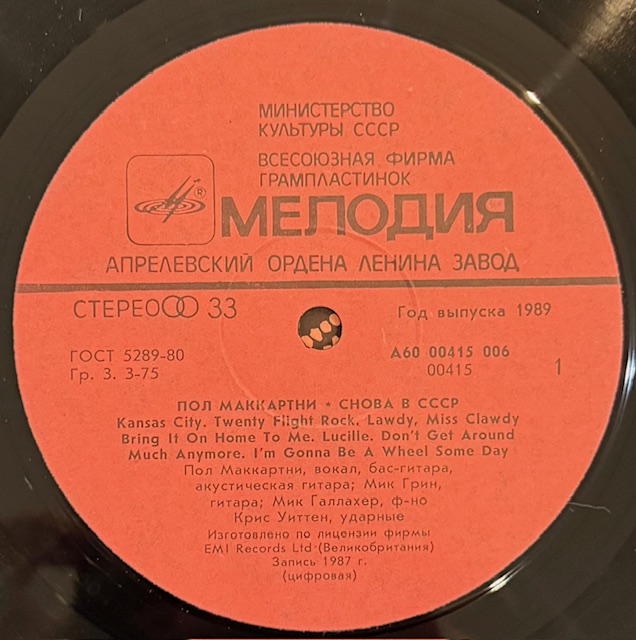 МИНИСТЕРСТВО
КУЛЬТУРЫ СССР
ВСЕСОЮЗНАЯ ФИРМА
ГРАМПЛАСТИНОК
®
МЕЛОДИЯ
АПРЕЛЕВСКИЙ ОРДЕНА ЛЕНИНА ЗАВОД
СТЕРЕО 33
Год выпуска 1989
ГОСТ 5289-80
Гр. 3. 3-75
А60 00415 006
00415
1
ПОЛ МАККАРТНИ ⋆ СНОВА В СССР
Kansas City. Twenty Flight Rock. Lawdy, Miss Clawdy
Bring It On Home To Me. Lucille. Don't Get Around
Much Anymore. I'm Gonna Be A Wheel Some Day
Пол Маккартни, вокал, бас-гитара,
акустическая гитара; Мик Грин,
гитара; Мик Галлахер, ф-но
Крис Уиттен, ударные
Изготовлено по лицензии фирмы
EMI Records Ltd (Великобритания)
Запись 1987 г.
(цифровая)